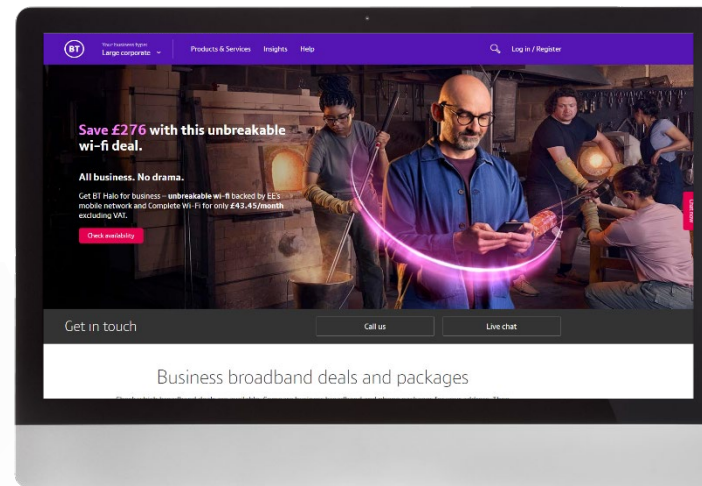 BT
Your business type:
Large corporate
Products & Services
Insights
Help
Log in / Register
Save £276 with this unbreakable
wi-fi deal.
All business. No drama.
Get BT Halo for business – unbreakable wi-fi backed by EE's
mobile network and Complete Wi-Fi for only £43.45/month
excluding VAT.
Check availability
Chat now
Get in touch
Call us
Live chat
Business broadband deals and packages